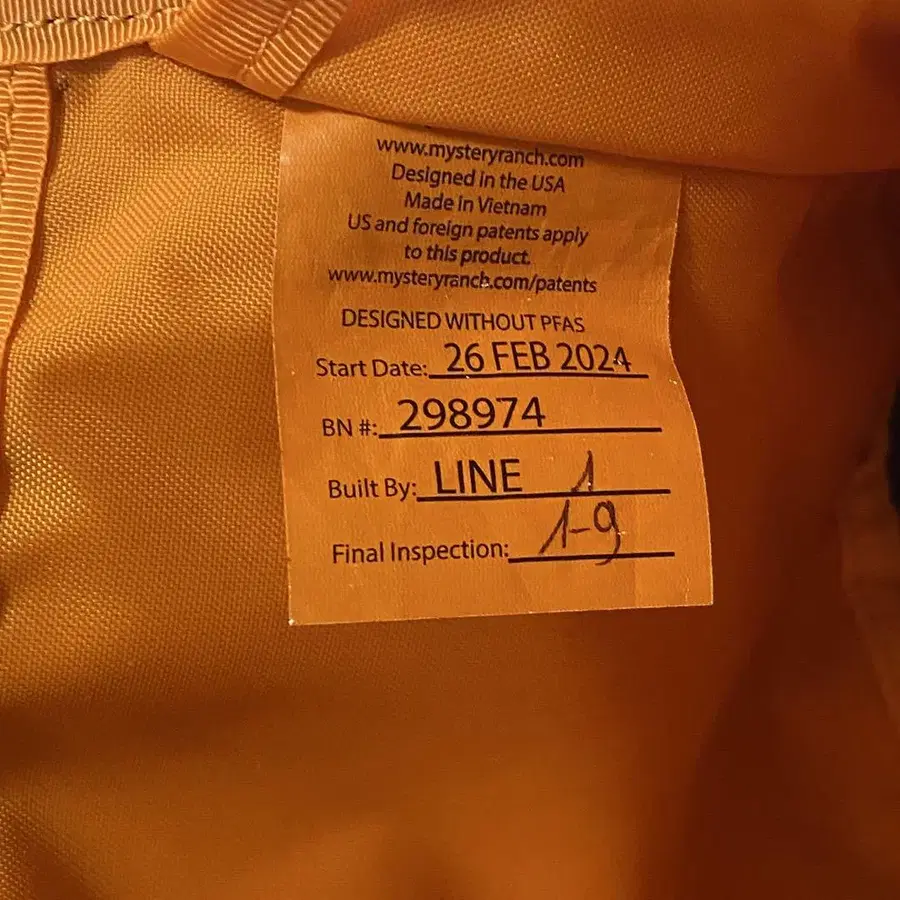 www.mysteryranch.com
Designed in the USA
Made in Vietnam
US and foreign patents apply
to this product.
www.mysteryranch.com/patents
DESIGNED WITHOUT PFAS
Start Date: 26 FEB 2024
BN #: 298974
Built By: LINE 1
Final Inspection: 1-9